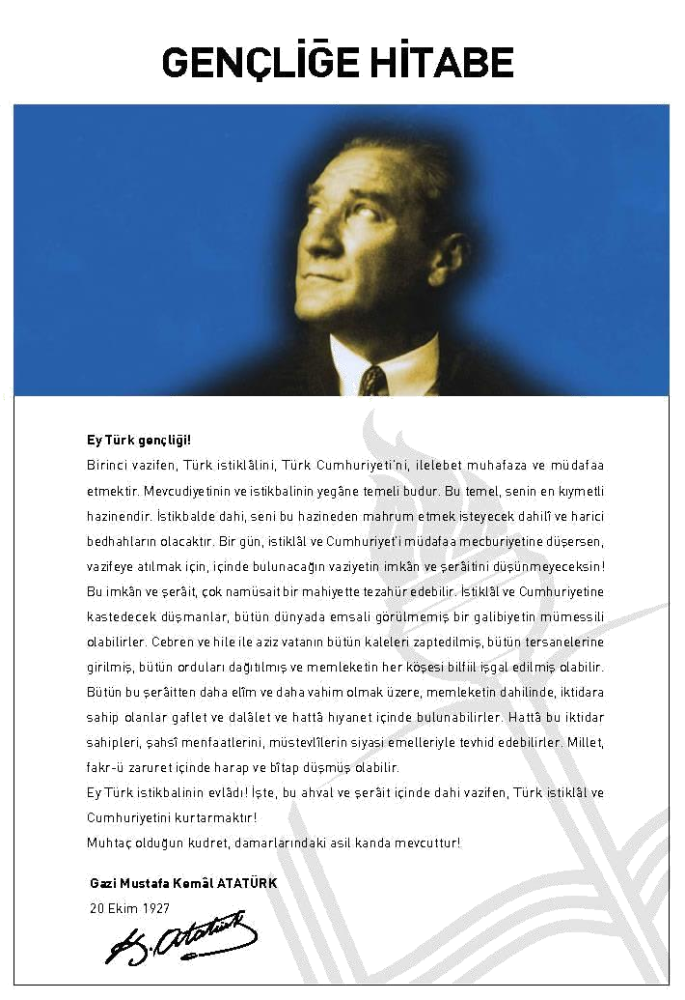 GENÇLİĞE HİTABE
Ey Türk gençliği!
Birinci vazifen, Türk istiklâlini, Türk Cumhuriyeti'ni, ilelebet muhafaza ve müdafaa
etmektir. Mevcudiyetinin ve istikbalinin yegâne temeli budur. Bu temel, senin en kıymetli
hazinendir. İstikbalde dahi, seni bu hazineden mahrum etmek isteyecek dahilî ve harici
bedhahların olacaktır. Bir gün, istiklâl ve Cumhuriyet'i müdafaa mecburiyetine düşersen,
vazifeye atılmak için, içinde bulunacağın vaziyetin imkân ve şerâitini düşünmeyeceksin!
Bu imkân ve şerâit, çok namüsait bir mahiyette tezahür edebilir. İstiklâl ve Cumhuriyetine
kastedecek düşmanlar, bütün dünyada emsali görülmemiş bir galibiyetin mümessili
olabilirler. Cebren ve hile ile aziz vatanın bütün kaleleri zaptedilmiş, bütün tersanelerine
girilmiş, bütün orduları dağıtılmış ve memleketin her köşesi bilfiil işgal edilmiş olabilir.
Bütün bu şerâitten daha elîm ve daha vahim olmak üzere, memleketin dahilinde, iktidara
sahip olanlar gaflet ve dalâlet ve hattâ hıyanet içinde bulunabilirler. Hattâ bu iktidar
sahipleri, şahsî menfaatlerini, müstevlîlerin siyasi emelleriyle tevhid edebilirler. Millet,
fakr-ü zaruret içinde harap ve bîtap düşmüş olabilir.
Ey Türk istikbalinin evlâdı! İşte, bu ahval ve şerâit içinde dahi vazifen, Türk istiklâl ve
Cumhuriyetini kurtarmaktır!
Muhtaç olduğun kudret, damarlarındaki asil kanda mevcuttur!
Gazi Mustafa Kemâl ATATÜRK
20 Ekim 1927
K. Atatürk